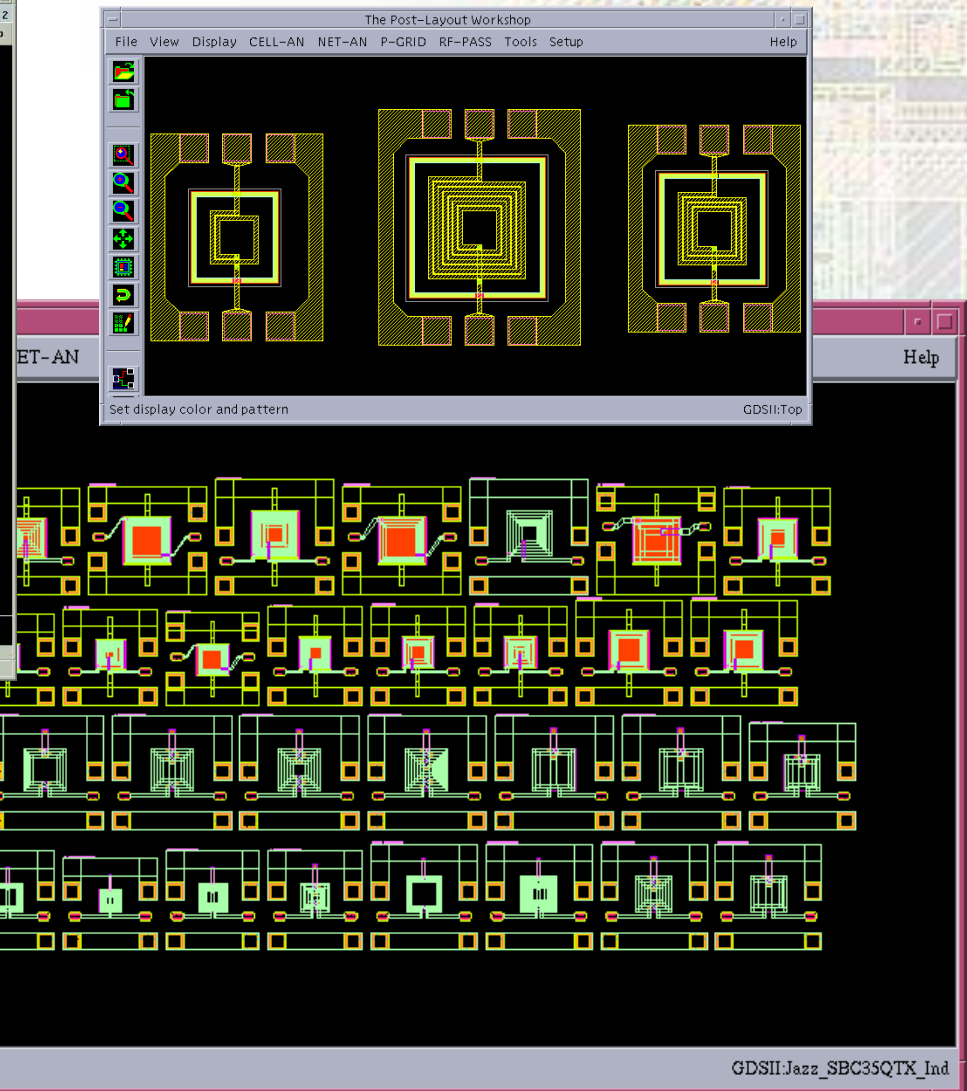 2
The Post-Layout Workshop
File View Display CELL-AN NET-AN P-GRID RF-PASS Tools Setup Help
Set display color and pattern GDSII:Top
ET-AN Help
GDSII:Jazz_SBC35QTX_Ind